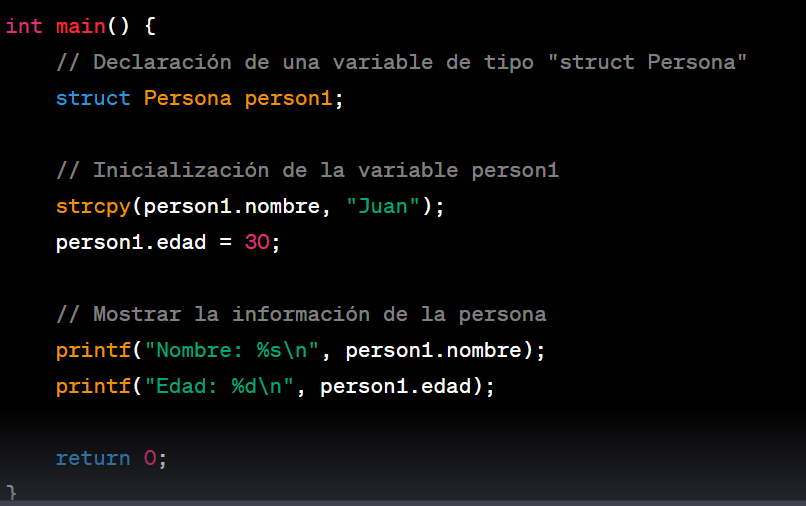 int main() {
    // Declaración de una variable de tipo "struct Persona"
    struct Persona person1;
    // Inicialización de la variable person1
    strcpy(person1.nombre, "Juan");
    person1.edad = 30;
    // Mostrar la información de la persona
    printf("Nombre: %s\n", person1.nombre);
    printf("Edad: %d\n", person1.edad);
    return 0;
}